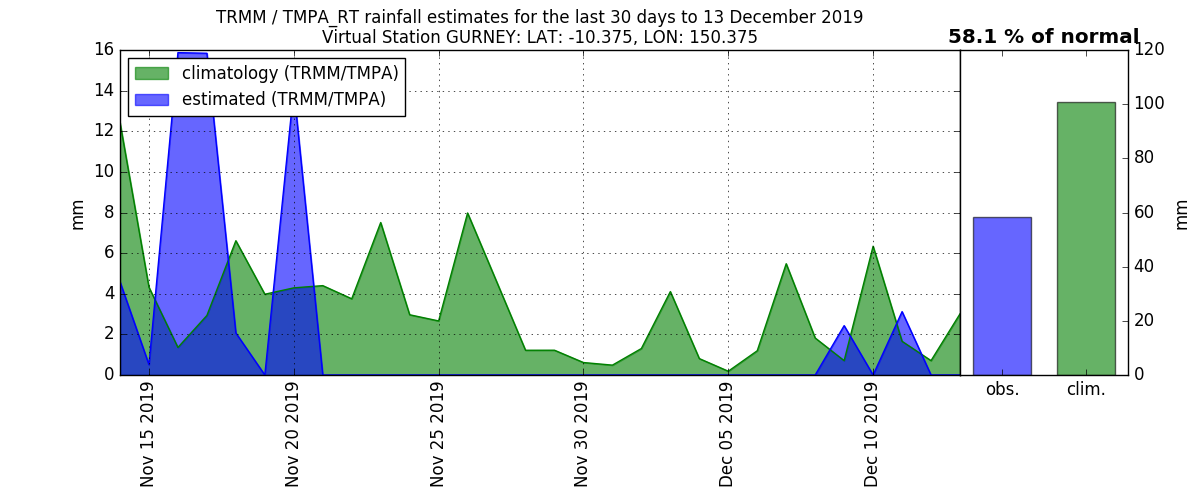 TRMM / TMPA_RT rainfall estimates for the last 30 days to 13 December 2019
Virtual Station GURNEY: LAT: -10.375, LON: 150.375
58.1 % of normal
climatology (TRMM/TMPA)
estimated (TRMM/TMPA)
16
14
12
10
8
6
4
2
0
mm
Nov 15 2019
Nov 20 2019
Nov 25 2019
Nov 30 2019
Dec 05 2019
Dec 10 2019
obs.
clim.
120
100
80
60
40
20
0
mm